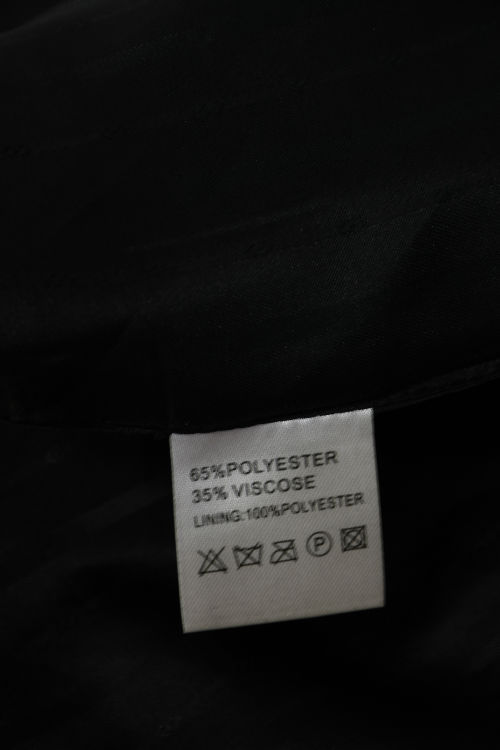 65%POLYESTER
35% VISCOSE
LINING:100%POLYESTER
P